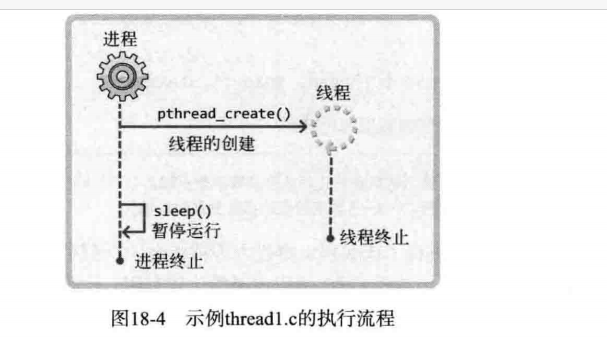 进程
线程
pthread_create()
线程的创建
sleep()
暂停运行
线程终止
进程终止
图18-4 示例thread1.c的执行流程